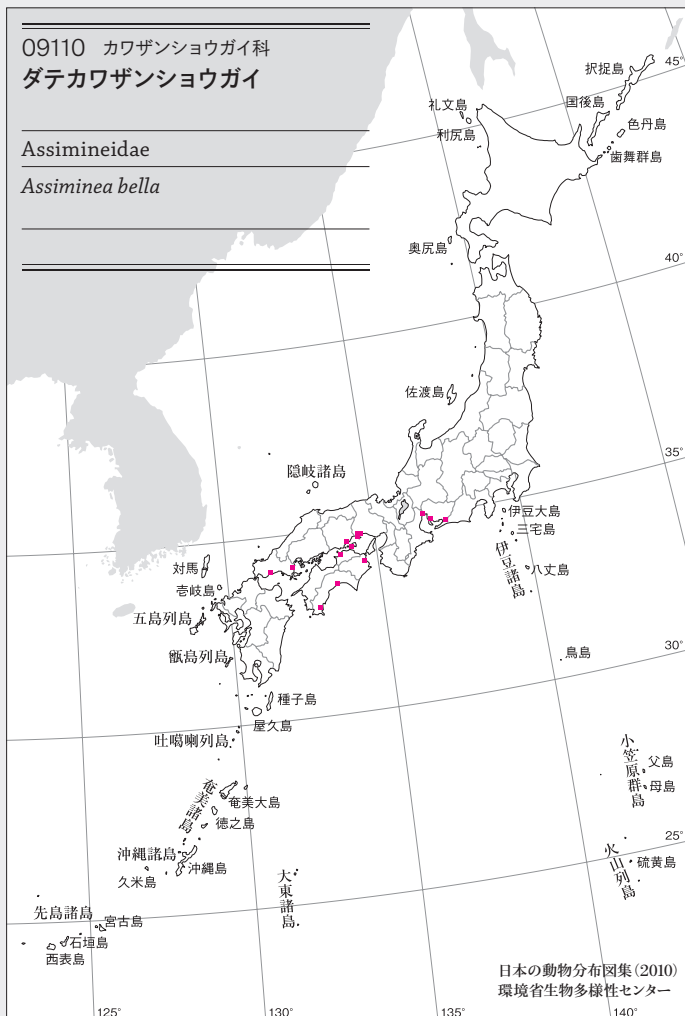 09110 カワザンショウガイ科
ダテカワザンショウガイ
Assimineidae
Assiminea bella
択捉島
45°
国後島
礼文島
色丹島
利尻島
歯舞群島
奥尻島
40°
佐渡島
35°
隠岐諸島
伊豆大島
三宅島
伊豆諸島
八丈島
対馬
壱岐島
五島列島
甑島列島
鳥島
30°
種子島
屋久島
吐噶喇列島
小笠原群島
父島
母島
奄美諸島
奄美大島
徳之島
25°
沖縄諸島
沖縄島
久米島
大東諸島
火山列島
硫黄島
先島諸島
宮古島
石垣島
西表島
日本の動物分布図集(2010)
環境省生物多様性センター
125°
130°
135°
140°